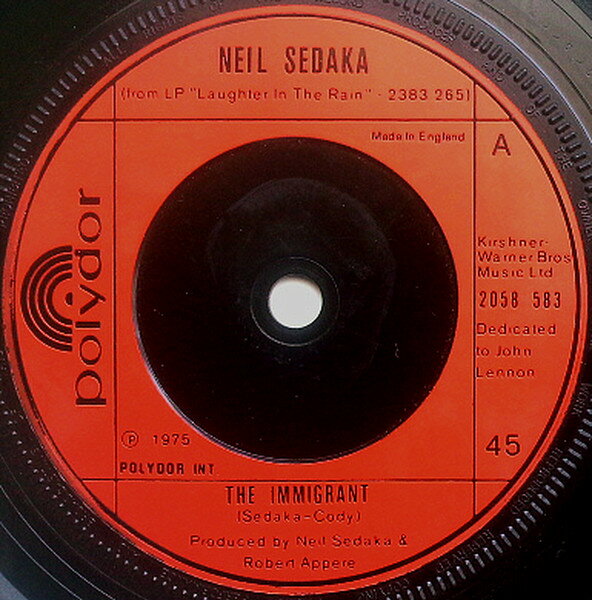 NEIL SEDAKA
(from LP "Laughter In The Rain" - 2383 265)
Made in England
A
polydor
Kirshner-
Warner Bros
Music Ltd
2058 583
Dedicated
to John
Lennon
℗ 1975
POLYDOR INT.
45
THE IMMIGRANT
(Sedaka-Cody)
Produced by Neil Sedaka &
Robert Appere